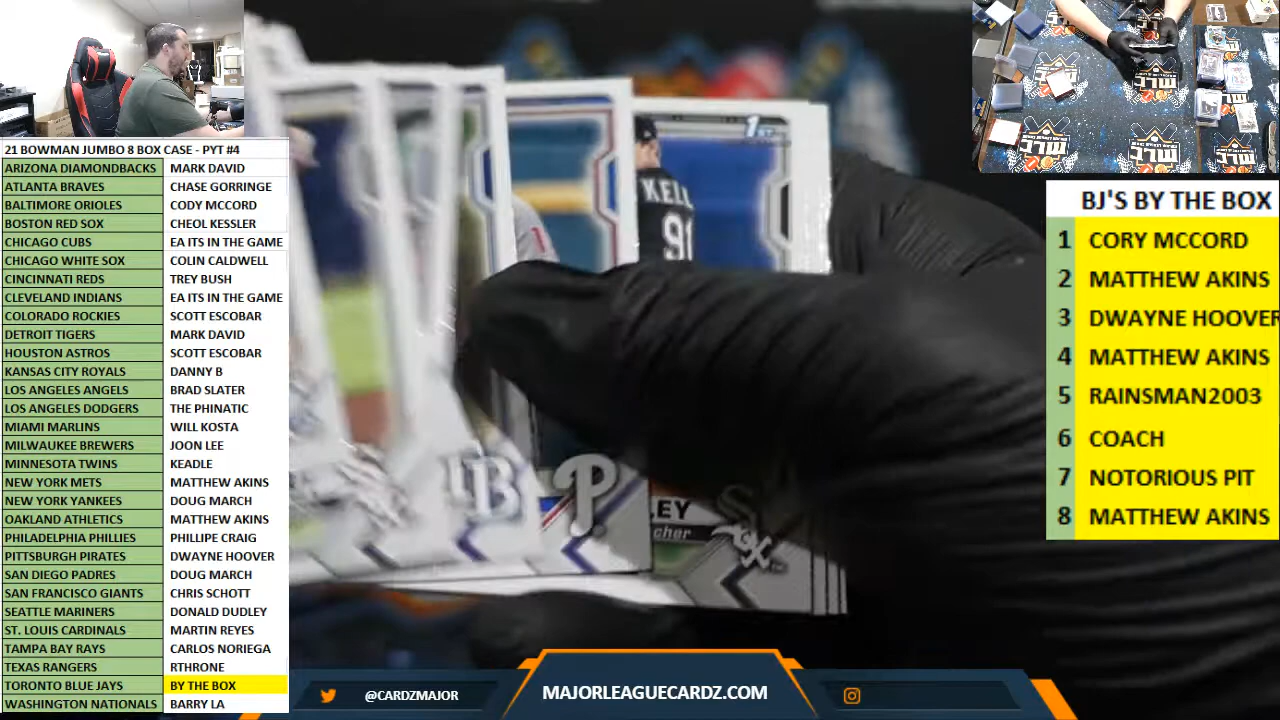 21 BOWMAN JUMBO 8 BOX CASE - PYT #4
ARIZONA DIAMONDBACKS MARK DAVID
ATLANTA BRAVES CHASE GORRINGE
BALTIMORE ORIOLES CODY MCCORD
BOSTON RED SOX CHEOL KESSLER
CHICAGO CUBS EA ITS IN THE GAME
CHICAGO WHITE SOX COLIN CALDWELL
CINCINNATI REDS TREY BUSH
CLEVELAND INDIANS EA ITS IN THE GAME
COLORADO ROCKIES SCOTT ESCOBAR
DETROIT TIGERS MARK DAVID
HOUSTON ASTROS SCOTT ESCOBAR
KANSAS CITY ROYALS DANNY B
LOS ANGELES ANGELS BRAD SLATER
LOS ANGELES DODGERS THE PHINATIC
MIAMI MARLINS WILL KOSTA
MILWAUKEE BREWERS JOON LEE
MINNESOTA TWINS KEADLE
NEW YORK METS MATTHEW AKINS
NEW YORK YANKEES DOUG MARCH
OAKLAND ATHLETICS MATTHEW AKINS
PHILADELPHIA PHILLIES PHILLIPE CRAIG
PITTSBURGH PIRATES DWAYNE HOOVER
SAN DIEGO PADRES DOUG MARCH
SAN FRANCISCO GIANTS CHRIS SCHOTT
SEATTLE MARINERS DONALD DUDLEY
ST. LOUIS CARDINALS MARTIN REYES
TAMPA BAY RAYS CARLOS NORIEGA
TEXAS RANGERS RTHRONE
TORONTO BLUE JAYS BY THE BOX
WASHINGTON NATIONALS BARRY LA
1ST
KELL
91
TB
P
LEY
cher
SOX
BJ'S BY THE BOX
1 CORY MCCORD
2 MATTHEW AKINS
3 DWAYNE HOOVER
4 MATTHEW AKINS
5 RAINSMAN2003
6 COACH
7 NOTORIOUS PIT
8 MATTHEW AKINS
@CARDZMAJOR
MAJORLEAGUECARDZ.COM